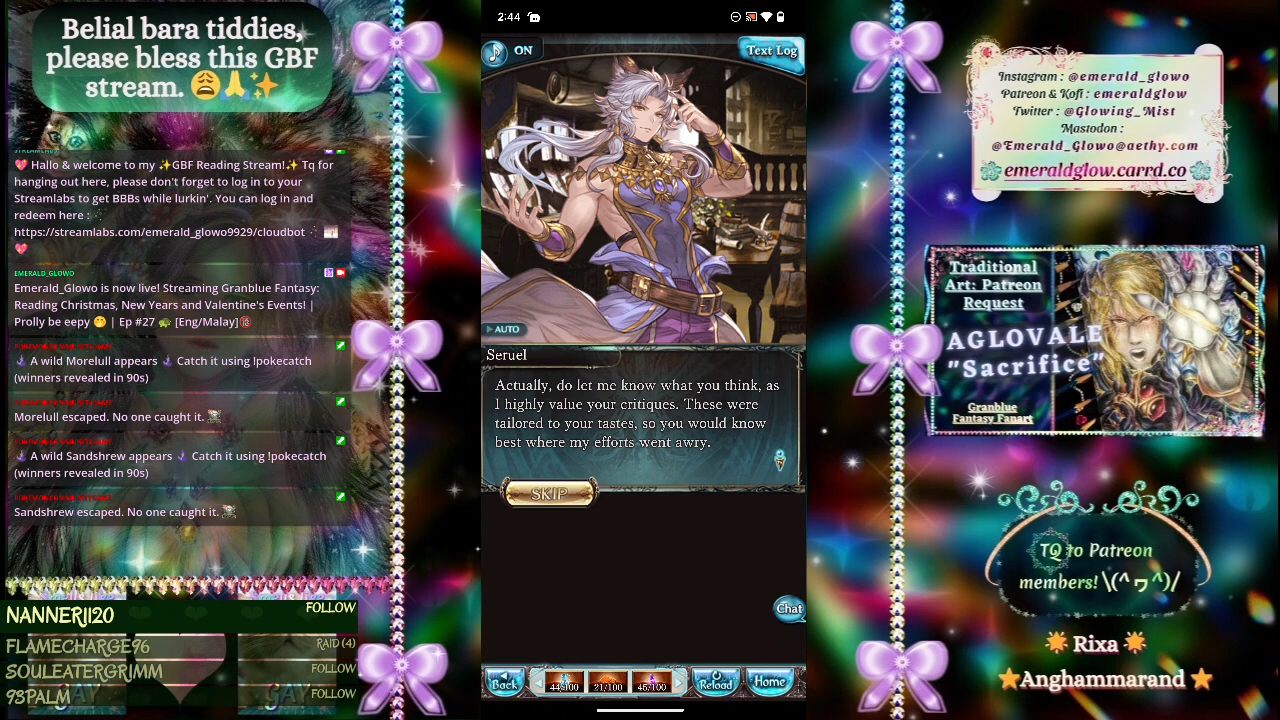 Belial bara tiddies,
please bless this GBF
stream. 😩🙏✨
💖 Hallo & welcome to my ✨GBF Reading Stream!✨ Tq for
hanging out here, please don't forget to log in to your
Streamlabs to get BBBs while lurkin'. You can log in and
redeem here :
https://streamlabs.com/emerald_glowo9929/cloudbot
EMERALD_GLOWO
Emerald_Glowo is now live! Streaming Granblue Fantasy:
Reading Christmas, New Years and Valentine's Events! |
Prolly be eepy 🥱 | Ep #27 🐢 [Eng/Malay]🔞
A wild Morelull appears Catch it using !pokecatch
(winners revealed in 90s)
Morelull escaped. No one caught it.
A wild Sandshrew appears Catch it using !pokecatch
(winners revealed in 90s)
Sandshrew escaped. No one caught it.
NANNERJI20 FOLLOW
FLAMECHARGE96 RAID (4)
SOULEATERGRIMM FOLLOW
93PALM FOLLOW
2:44
ON
Text Log
AUTO
Seruel
Actually, do let me know what you think, as
I highly value your critiques. These were
tailored to your tastes, so you would know
best where my efforts went awry.
SKIP
Chat
Back 44/100 21/100 45/100 Reload Home
Instagram : @emerald_glowo
Patreon & Kofi : emeraldglow
Twitter : @Glowing_Mist
Mastodon :
@Emerald_Glowo@aethy.com
emeraldglow.carrd.co
Traditional
Art: Patreon
Request
AGLOVALE
"Sacrifice"
Granblue
Fantasy Fanart
TQ to Patreon
members! \(^ ヮ^)/
Rixa
Anghammarand